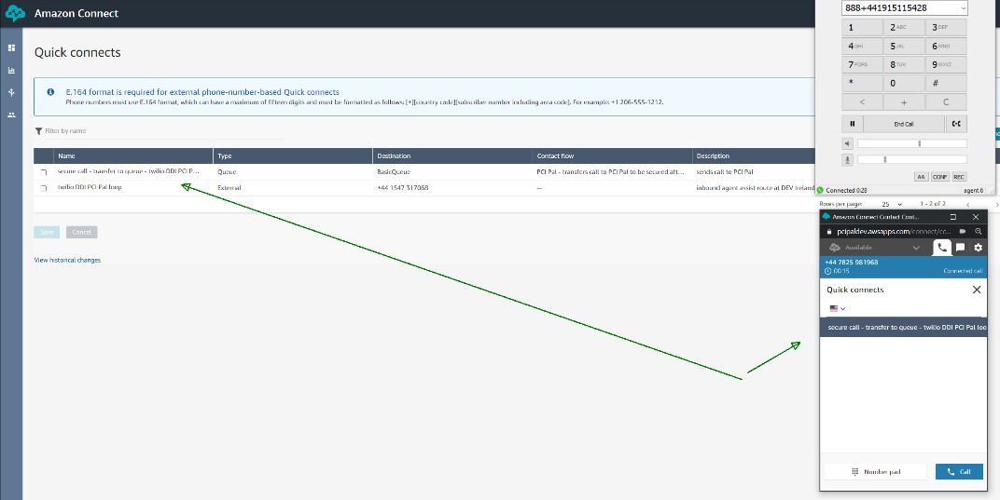 Amazon Connect
Quick connects
E.164 format is required for external phone-number-based Quick connects
Phone numbers must use E.164 format, which can have a maximum of fifteen digits and must be formatted as follows: [+][country code][subscriber number including area code]. For example: +1 206-555-1212.
Filter by name
Name Type Destination Contact flow Description
secure call - transfer to queue - twilio DDI PCI P... Queue BasicQueue PCI Pal - transfers call to PCI Pal to be secured aft... sends call to PCI Pal
twilio DDI PCI Pal loop External +44 1547 317068 — inbound agent assist route at DEV Ireland
Save Cancel
View historical changes
888+441915115428
1 2 ABC 3 DEF
4 GHI 5 JKL 6 MNO
7 PQRS 8 TUV 9 WXYZ
* 0 #
< + C
End Call
AA CONF REC
Connected 0:28 agent.6
Rows per page: 25 1 - 2 of 2
Amazon Connect Contact Cont...
pcipaldev.awsapps.com/connect/cc...
Available
+44 7825 981968
00:15 Connected call
Quick connects
secure call - transfer to queue - twilio DDI PCI Pal loo
Number pad Call